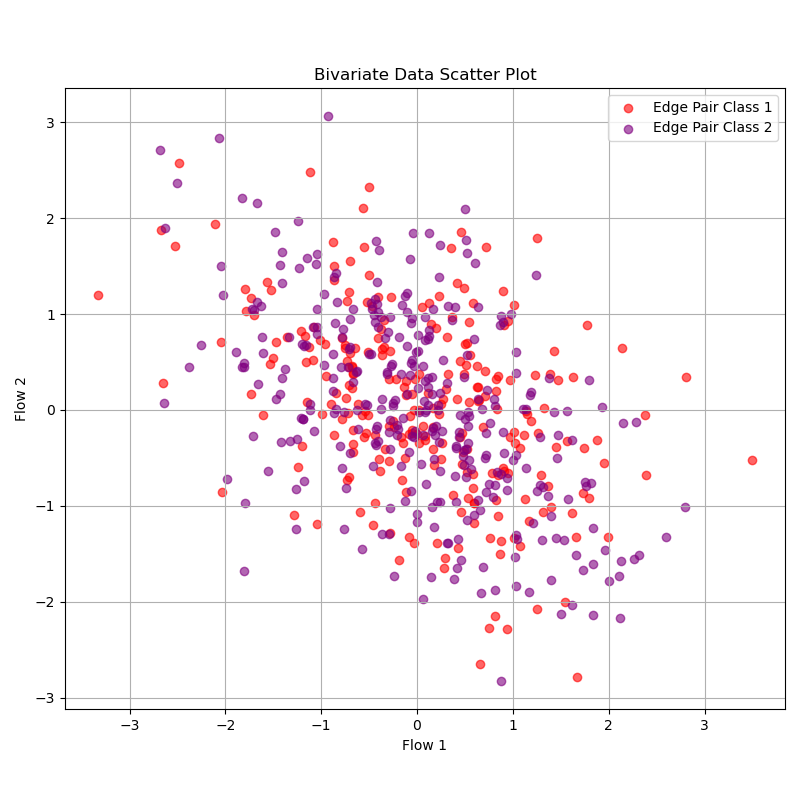 Bivariate Data Scatter Plot
Edge Pair Class 1
Edge Pair Class 2
3
2
1
0
−1
−2
−3
Flow 2
−3 −2 −1 0 1 2 3
Flow 1